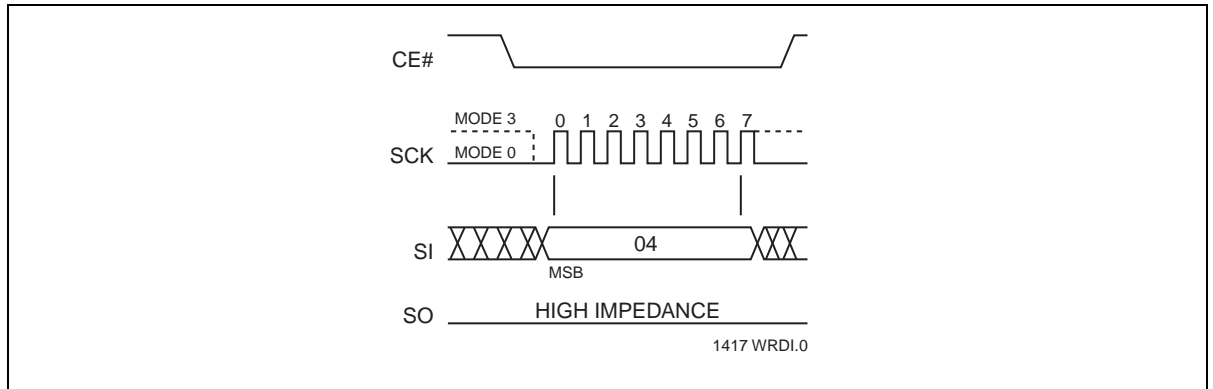 CE#
MODE 3
0 1 2 3 4 5 6 7
SCK
MODE 0
SI
04
MSB
SO
HIGH IMPEDANCE
1417 WRDI.0